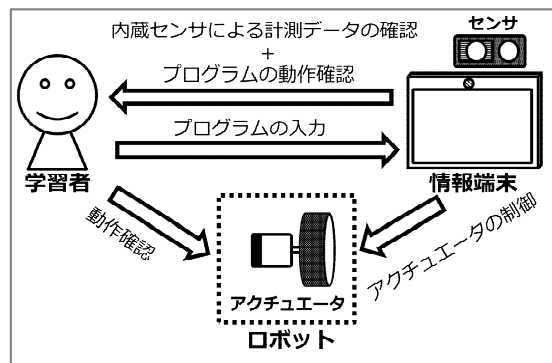 内蔵センサによる計測データの確認
+
プログラムの動作確認
センサ
プログラムの入力
学習者
情報端末
動作確認
アクチュエータの制御
アクチュエータ
ロボット